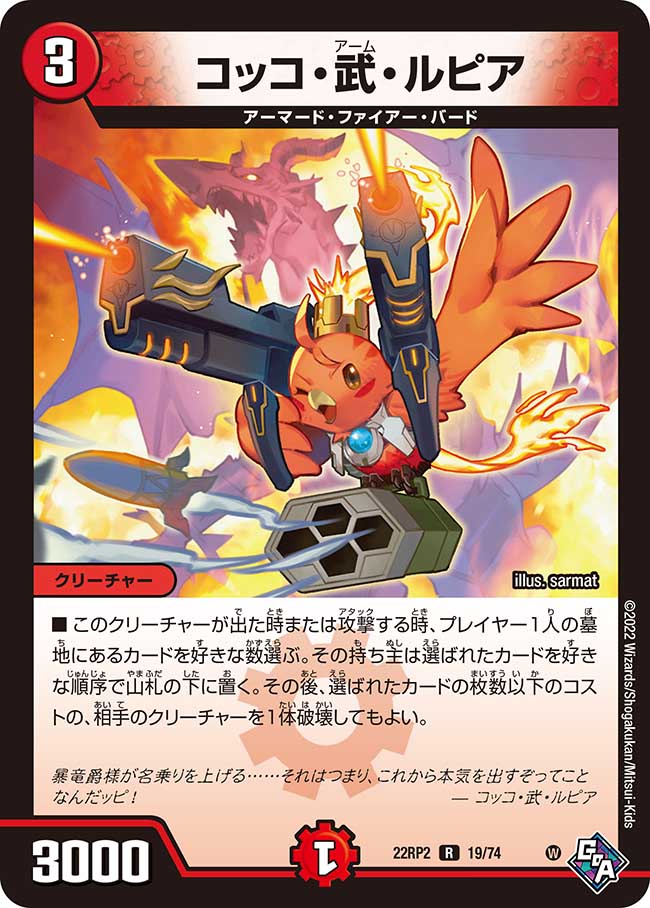 3
コッコ・武・ルピア
アーム
アーマード・ファイアー・バード
クリーチャー
illus. sarmat
■ このクリーチャーが出た時または攻撃する時、プレイヤー1人の墓
地にあるカードを好きな数選ぶ。その持ち主は選ばれたカードを好き
な順序で山札の下に置く。その後、選ばれたカードの枚数以下のコス
トの、相手のクリーチャーを1体破壊してもよい。
暴竜爵様が名乗りを上げる……それはつまり、これから本気を出すぞってこと
なんだッピ！
— コッコ・武・ルピア
©2022 Wizards/Shogakukan/Mitsui-Kids
3000
1
22RP2 R 19/74
W
GoA